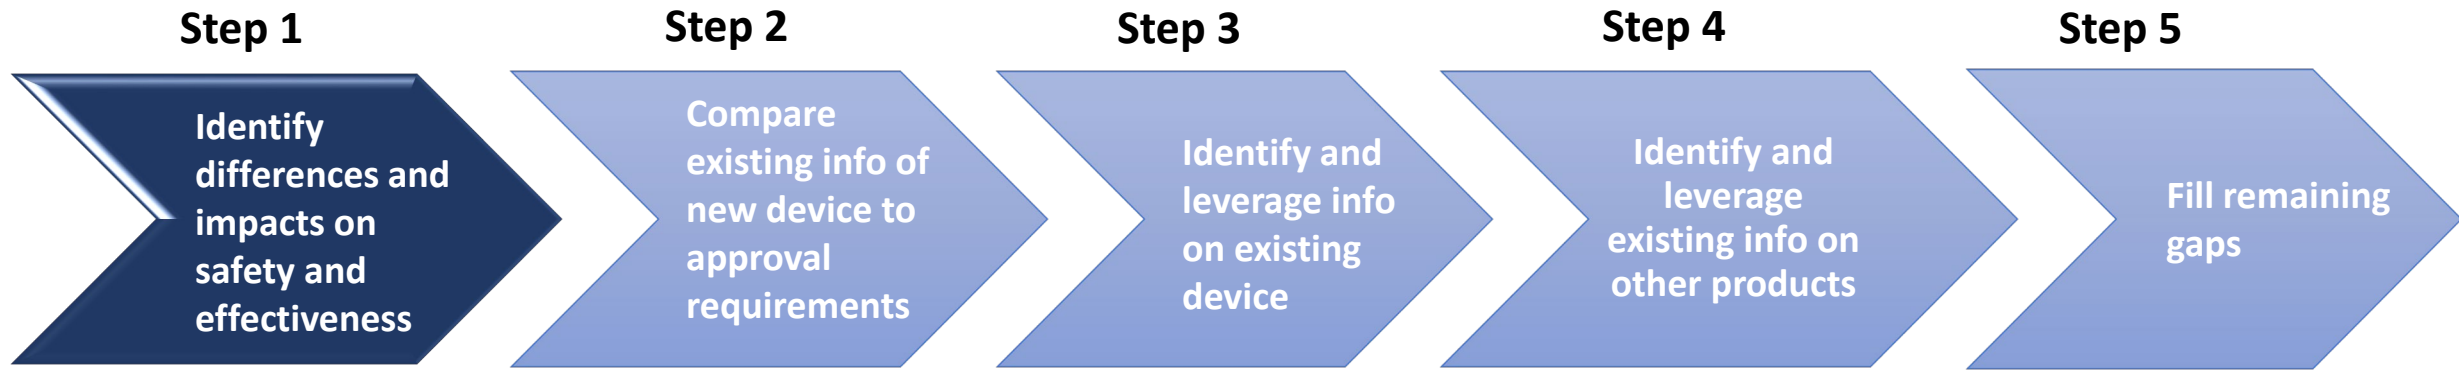 Step 1
Identify
differences and
impacts on
safety and
effectiveness
Step 2
Compare
existing info of
new device to
approval
requirements
Step 3
Identify and
leverage info
on existing
device
Step 4
Identify and
leverage
existing info on
other products
Step 5
Fill remaining
gaps